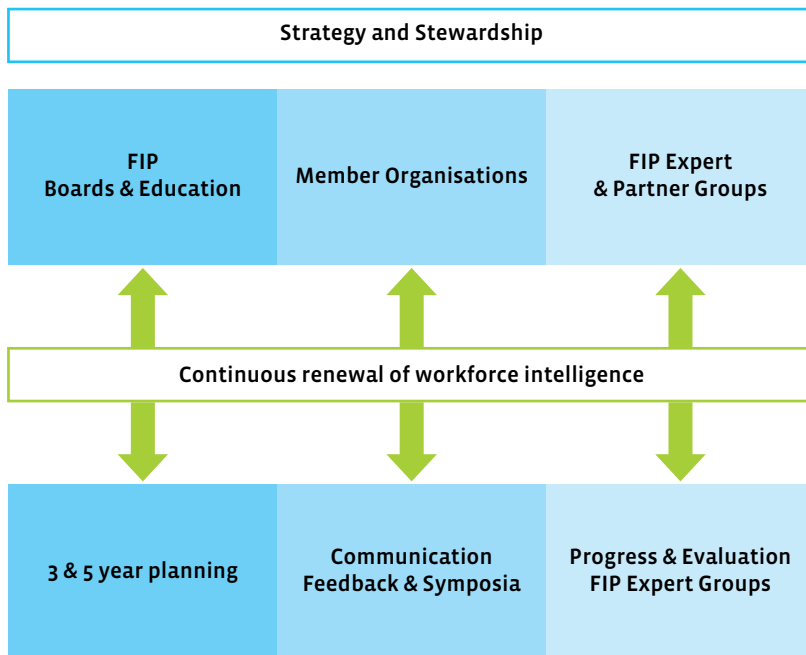 Strategy and Stewardship
FIP
Boards & Education
Member Organisations
FIP Expert
& Partner Groups
Continuous renewal of workforce intelligence
3 & 5 year planning
Communication
Feedback & Symposia
Progress & Evaluation
FIP Expert Groups